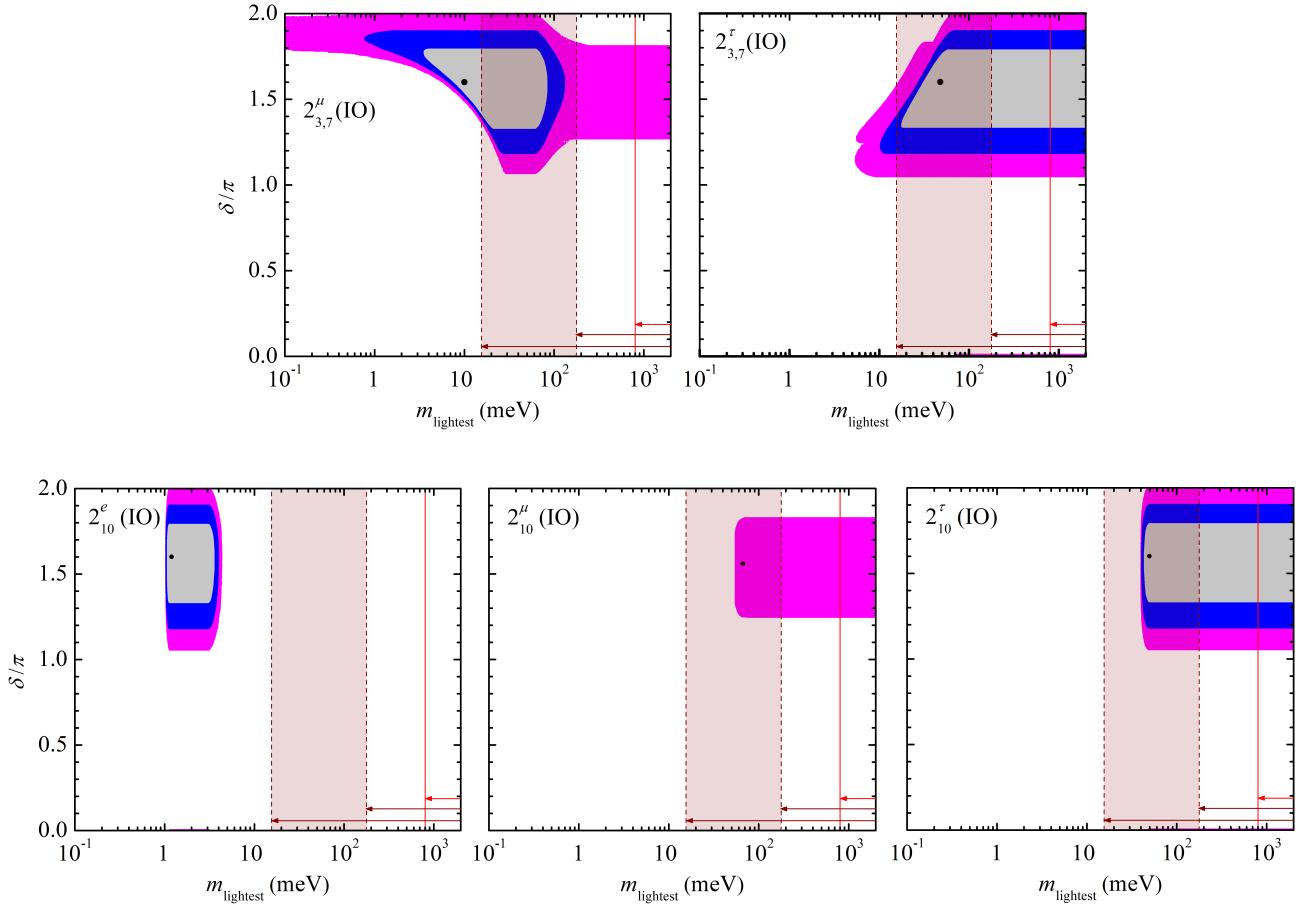 2.0
1.5
1.0
0.5
0.0
δ/π
2^μ_{3,7} (IO)
10^{-1} 1 10 10^2 10^3
m_lightest (meV)
2^τ_{3,7} (IO)
10^{-1} 1 10 10^2 10^3
m_lightest (meV)
2.0
1.5
1.0
0.5
0.0
δ/π
2^e_{10} (IO)
10^{-1} 1 10 10^2 10^3
m_lightest (meV)
2^μ_{10} (IO)
10^{-1} 1 10 10^2 10^3
m_lightest (meV)
2^τ_{10} (IO)
10^{-1} 1 10 10^2 10^3
m_lightest (meV)